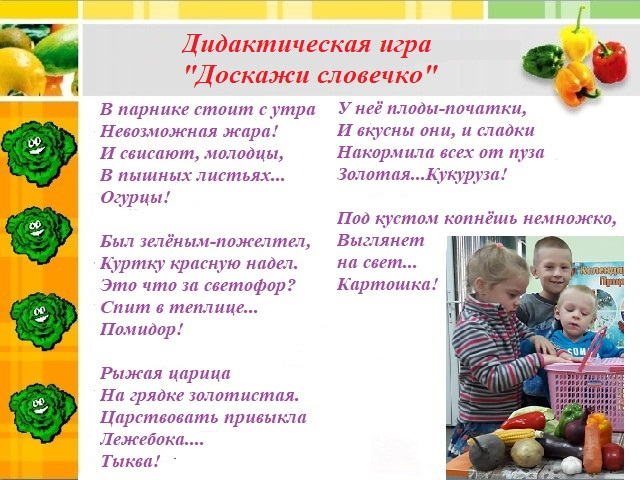 Дидактическая игра
"Доскажи словечко"
В парнике стоит с утра
Невозможная жара!
И свисают, молодцы,
В пышных листьях...
Огурцы!
Был зелёным-пожелтел,
Куртку красную надел.
Это что за светофор?
Спит в теплице...
Помидор!
Рыжая царица
На грядке золотистая.
Царствовать привыкла
Лежебока....
Тыква!
У неё плоды-початки,
И вкусны они, и сладки
Накормила всех от пуза
Золотая...Кукуруза!
Под кустом копнёшь немножко,
Выглянет
на свет...
Картошка!
SUM